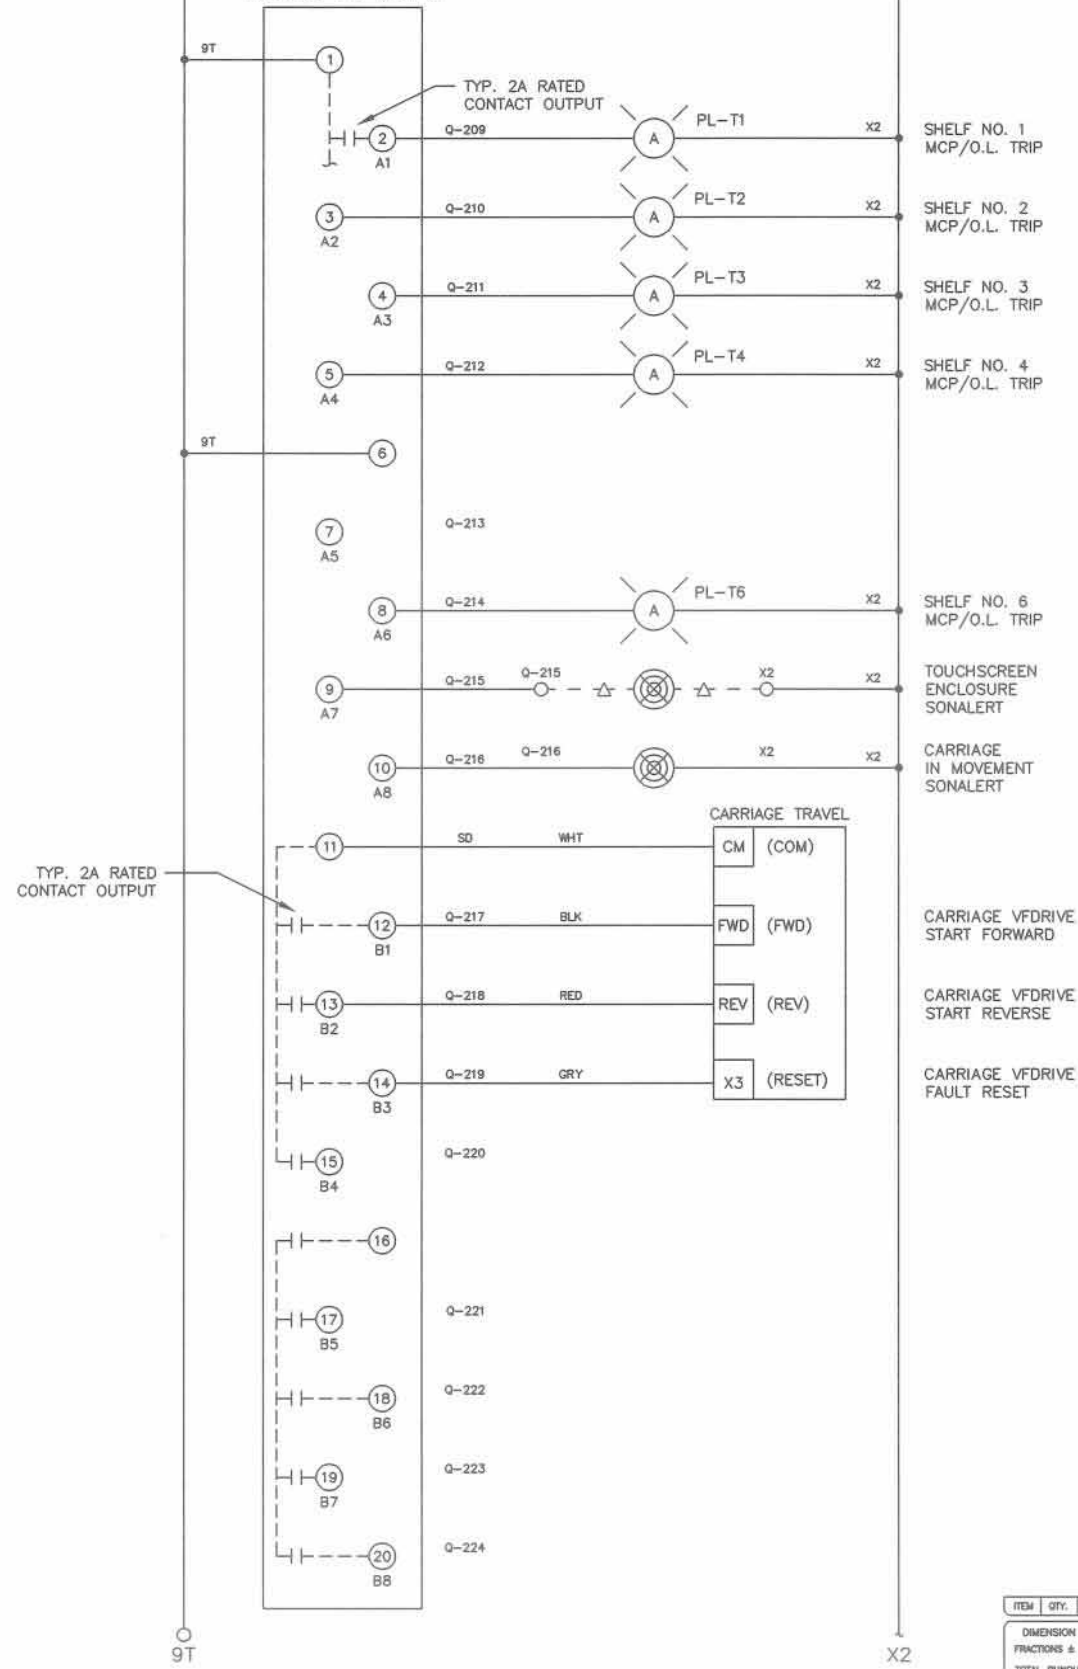 9T
1
TYP. 2A RATED
CONTACT OUTPUT
2
A1
Q-209
A
PL-T1
X2
SHELF NO. 1
MCP/O.L. TRIP
3
A2
Q-210
A
PL-T2
X2
SHELF NO. 2
MCP/O.L. TRIP
4
A3
Q-211
A
PL-T3
X2
SHELF NO. 3
MCP/O.L. TRIP
5
A4
Q-212
A
PL-T4
X2
SHELF NO. 4
MCP/O.L. TRIP
9T
6
7
A5
Q-213
8
A6
Q-214
A
PL-T6
X2
SHELF NO. 6
MCP/O.L. TRIP
9
A7
Q-215
Q-215
X2
X2
TOUCHSCREEN
ENCLOSURE
SONALERT
10
A8
Q-216
Q-216
X2
X2
CARRIAGE
IN MOVEMENT
SONALERT
CARRIAGE TRAVEL
11
SD
WHT
CM
(COM)
TYP. 2A RATED
CONTACT OUTPUT
12
B1
Q-217
BLK
FWD
(FWD)
CARRIAGE VFDRIVE
START FORWARD
13
B2
Q-218
RED
REV
(REV)
CARRIAGE VFDRIVE
START REVERSE
14
B3
Q-219
GRY
X3
(RESET)
CARRIAGE VFDRIVE
FAULT RESET
15
B4
Q-220
16
17
B5
Q-221
18
B6
Q-222
19
B7
Q-223
20
B8
Q-224
9T
X2
ITEM QTY.
DIMENSION
FRACTIONS ±